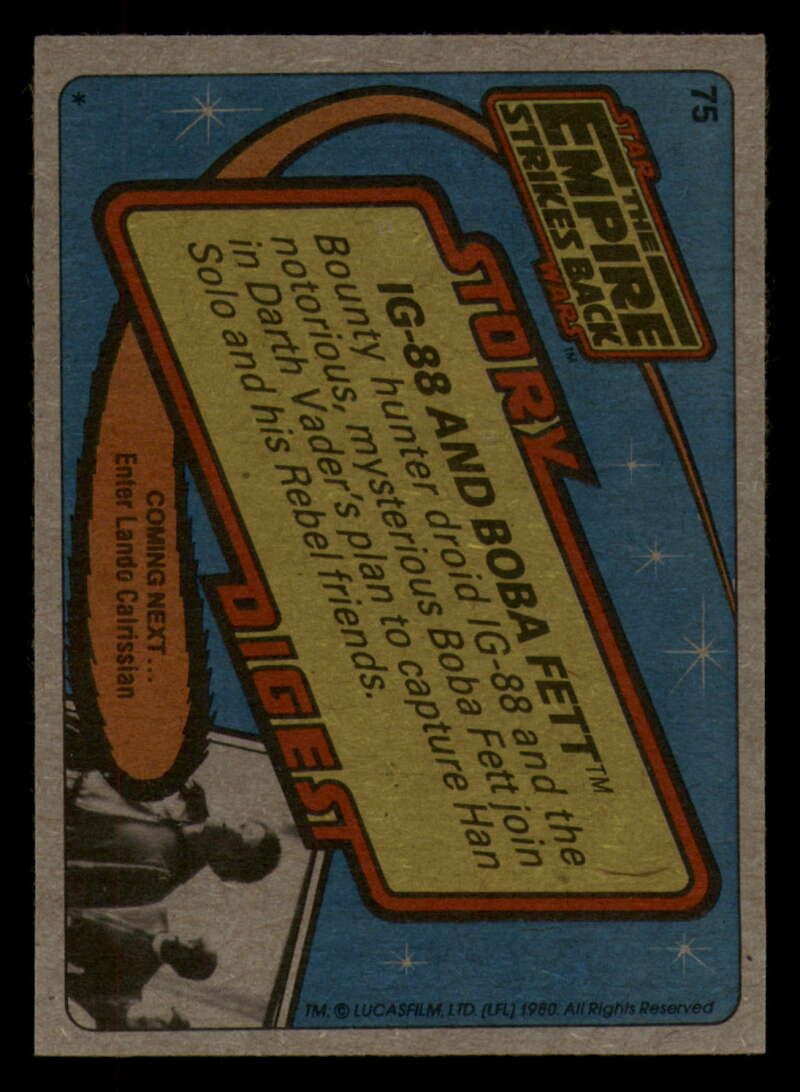 75
STAR
THE
EMPIRE
STRIKES BACK
WARS™
STORY
IG-88 AND BOBA FETT™
Bounty hunter droid IG-88 and the
notorious, mysterious Boba Fett join
in Darth Vader's plan to capture Han
Solo and his Rebel friends.
DIGEST
COMING NEXT...
Enter Lando Calrissian
*
TM: © LUCASFILM, LTD. (LFL) 1980. All Rights Reserved